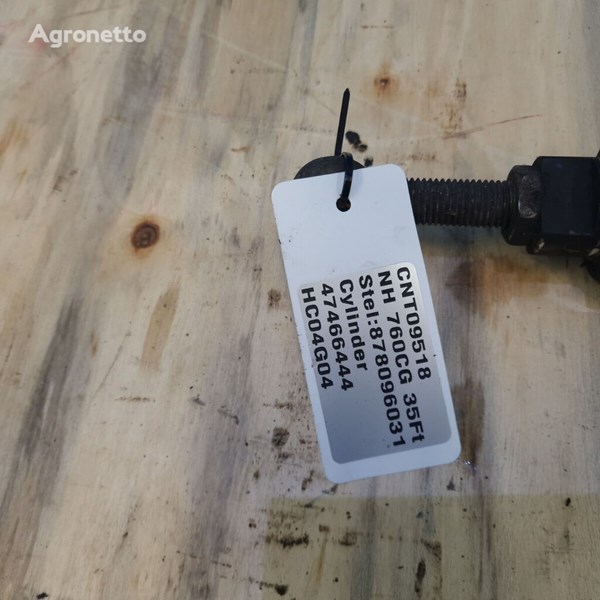 Agronetto
CNT09518
NH 760CG 35Ft
Stel:878096031
Cylinder
47466444
HC04G04